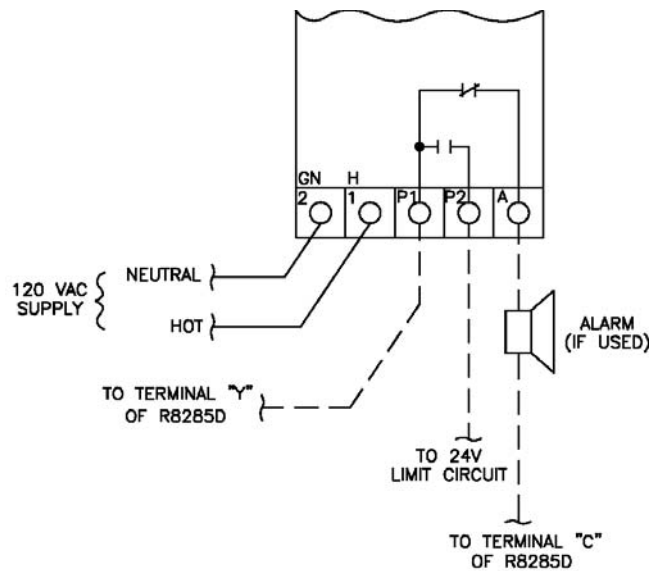 GN H
2 1 P1 P2 A
120 VAC
SUPPLY
NEUTRAL
HOT
ALARM
(IF USED)
TO TERMINAL "Y"
OF R8285D
TO 24V
LIMIT CIRCUIT
TO TERMINAL "C"
OF R8285D